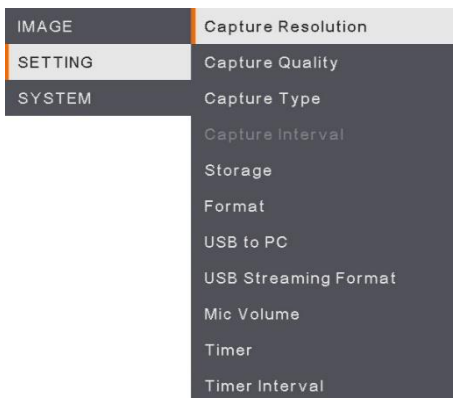 IMAGE
SETTING
SYSTEM
Capture Resolution
Capture Quality
Capture Type
Capture Interval
Storage
Format
USB to PC
USB Streaming Format
Mic Volume
Timer
Timer Interval